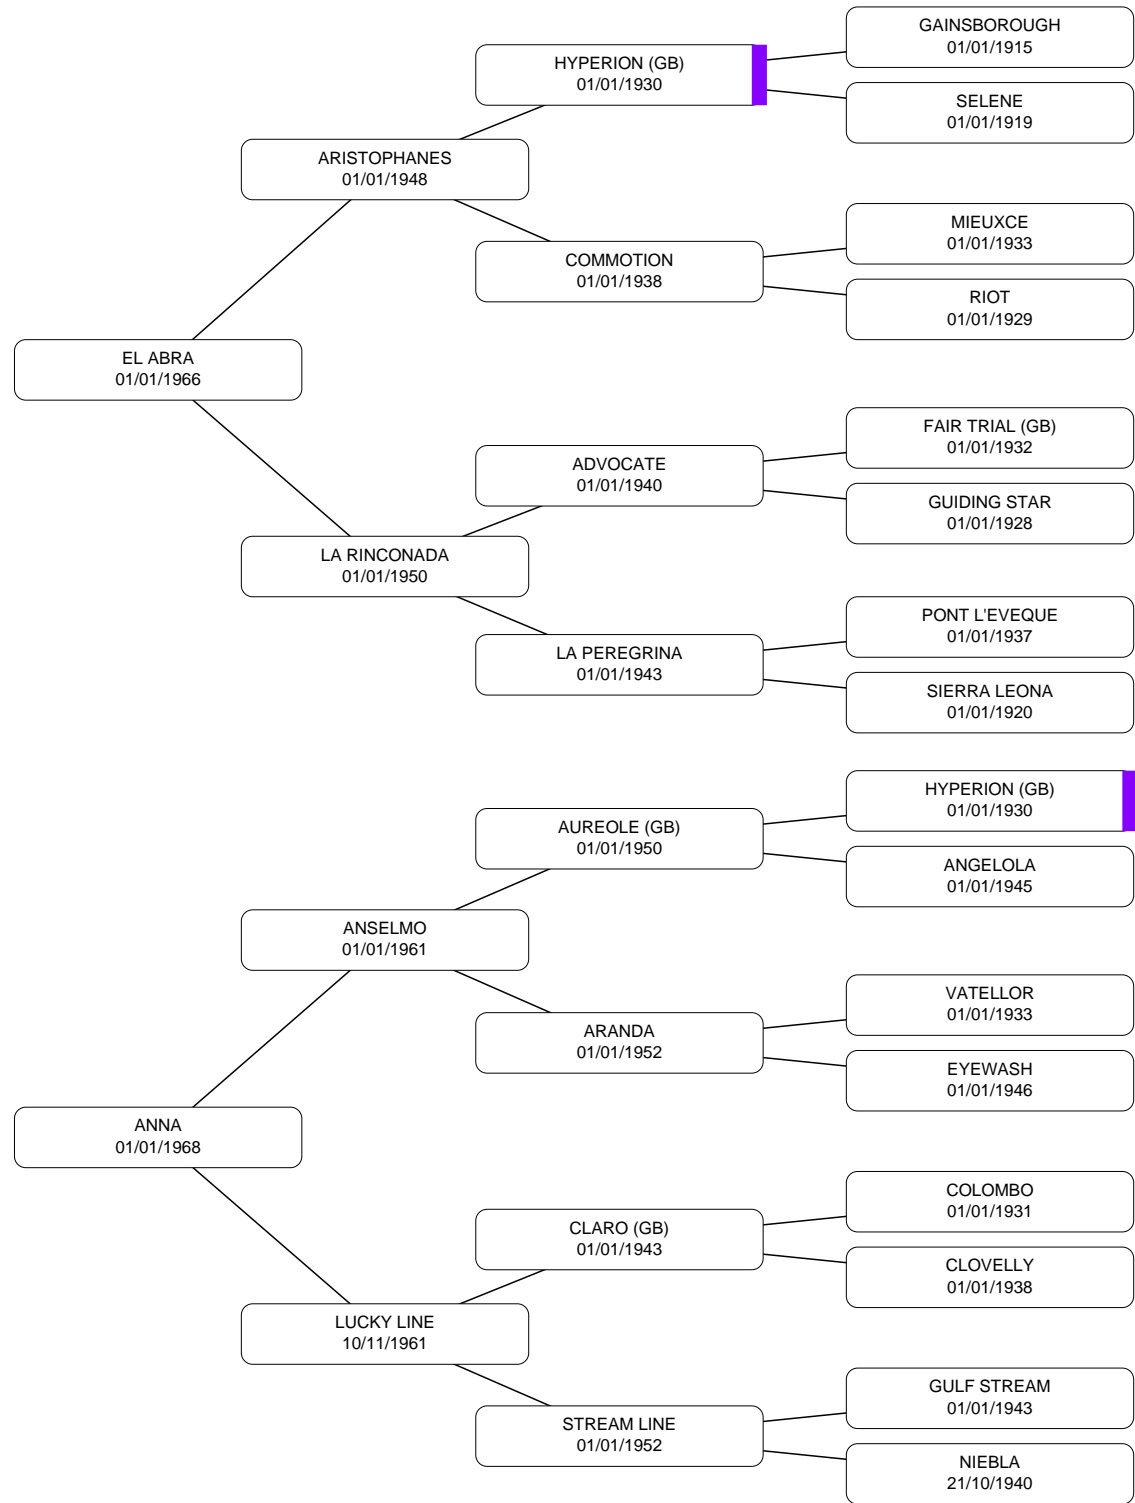 GAINSBOROUGH
01/01/1915
HYPERION (GB)
01/01/1930
SELENE
01/01/1919
ARISTOPHANES
01/01/1948
MIEUXCE
01/01/1933
COMMOTION
01/01/1938
RIOT
01/01/1929
EL ABRA
01/01/1966
FAIR TRIAL (GB)
01/01/1932
ADVOCATE
01/01/1940
GUIDING STAR
01/01/1928
LA RINCONADA
01/01/1950
PONT L'EVEQUE
01/01/1937
LA PEREGRINA
01/01/1943
SIERRA LEONA
01/01/1920
HYPERION (GB)
01/01/1930
AUREOLE (GB)
01/01/1950
ANGELOLA
01/01/1945
ANSELMO
01/01/1961
VATELLOR
01/01/1933
ARANDA
01/01/1952
EYEWASH
01/01/1946
ANNA
01/01/1968
COLOMBO
01/01/1931
CLARO (GB)
01/01/1943
CLOVELLY
01/01/1938
LUCKY LINE
10/11/1961
GULF STREAM
01/01/1943
STREAM LINE
01/01/1952
NIEBLA
21/10/1940